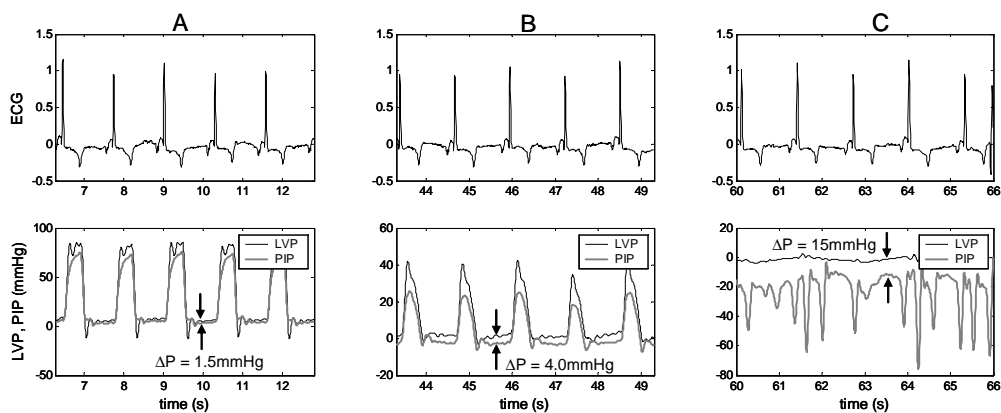 A
B
C
ECG
1.5
1
0.5
0
-0.5
7 8 9 10 11 12
1.5
1
0.5
0
-0.5
44 45 46 47 48 49
1.5
1
0.5
0
-0.5
60 61 62 63 64 65 66
LVP, PIP (mmHg)
100
50
0
-50
7 8 9 10 11 12
time (s)
LVP
PIP
ΔP = 1.5mmHg
60
40
20
0
-20
44 45 46 47 48 49
time (s)
LVP
PIP
ΔP = 4.0mmHg
20
0
-20
-40
-60
-80
60 61 62 63 64 65 66
time (s)
ΔP = 15mmHg
LVP
PIP